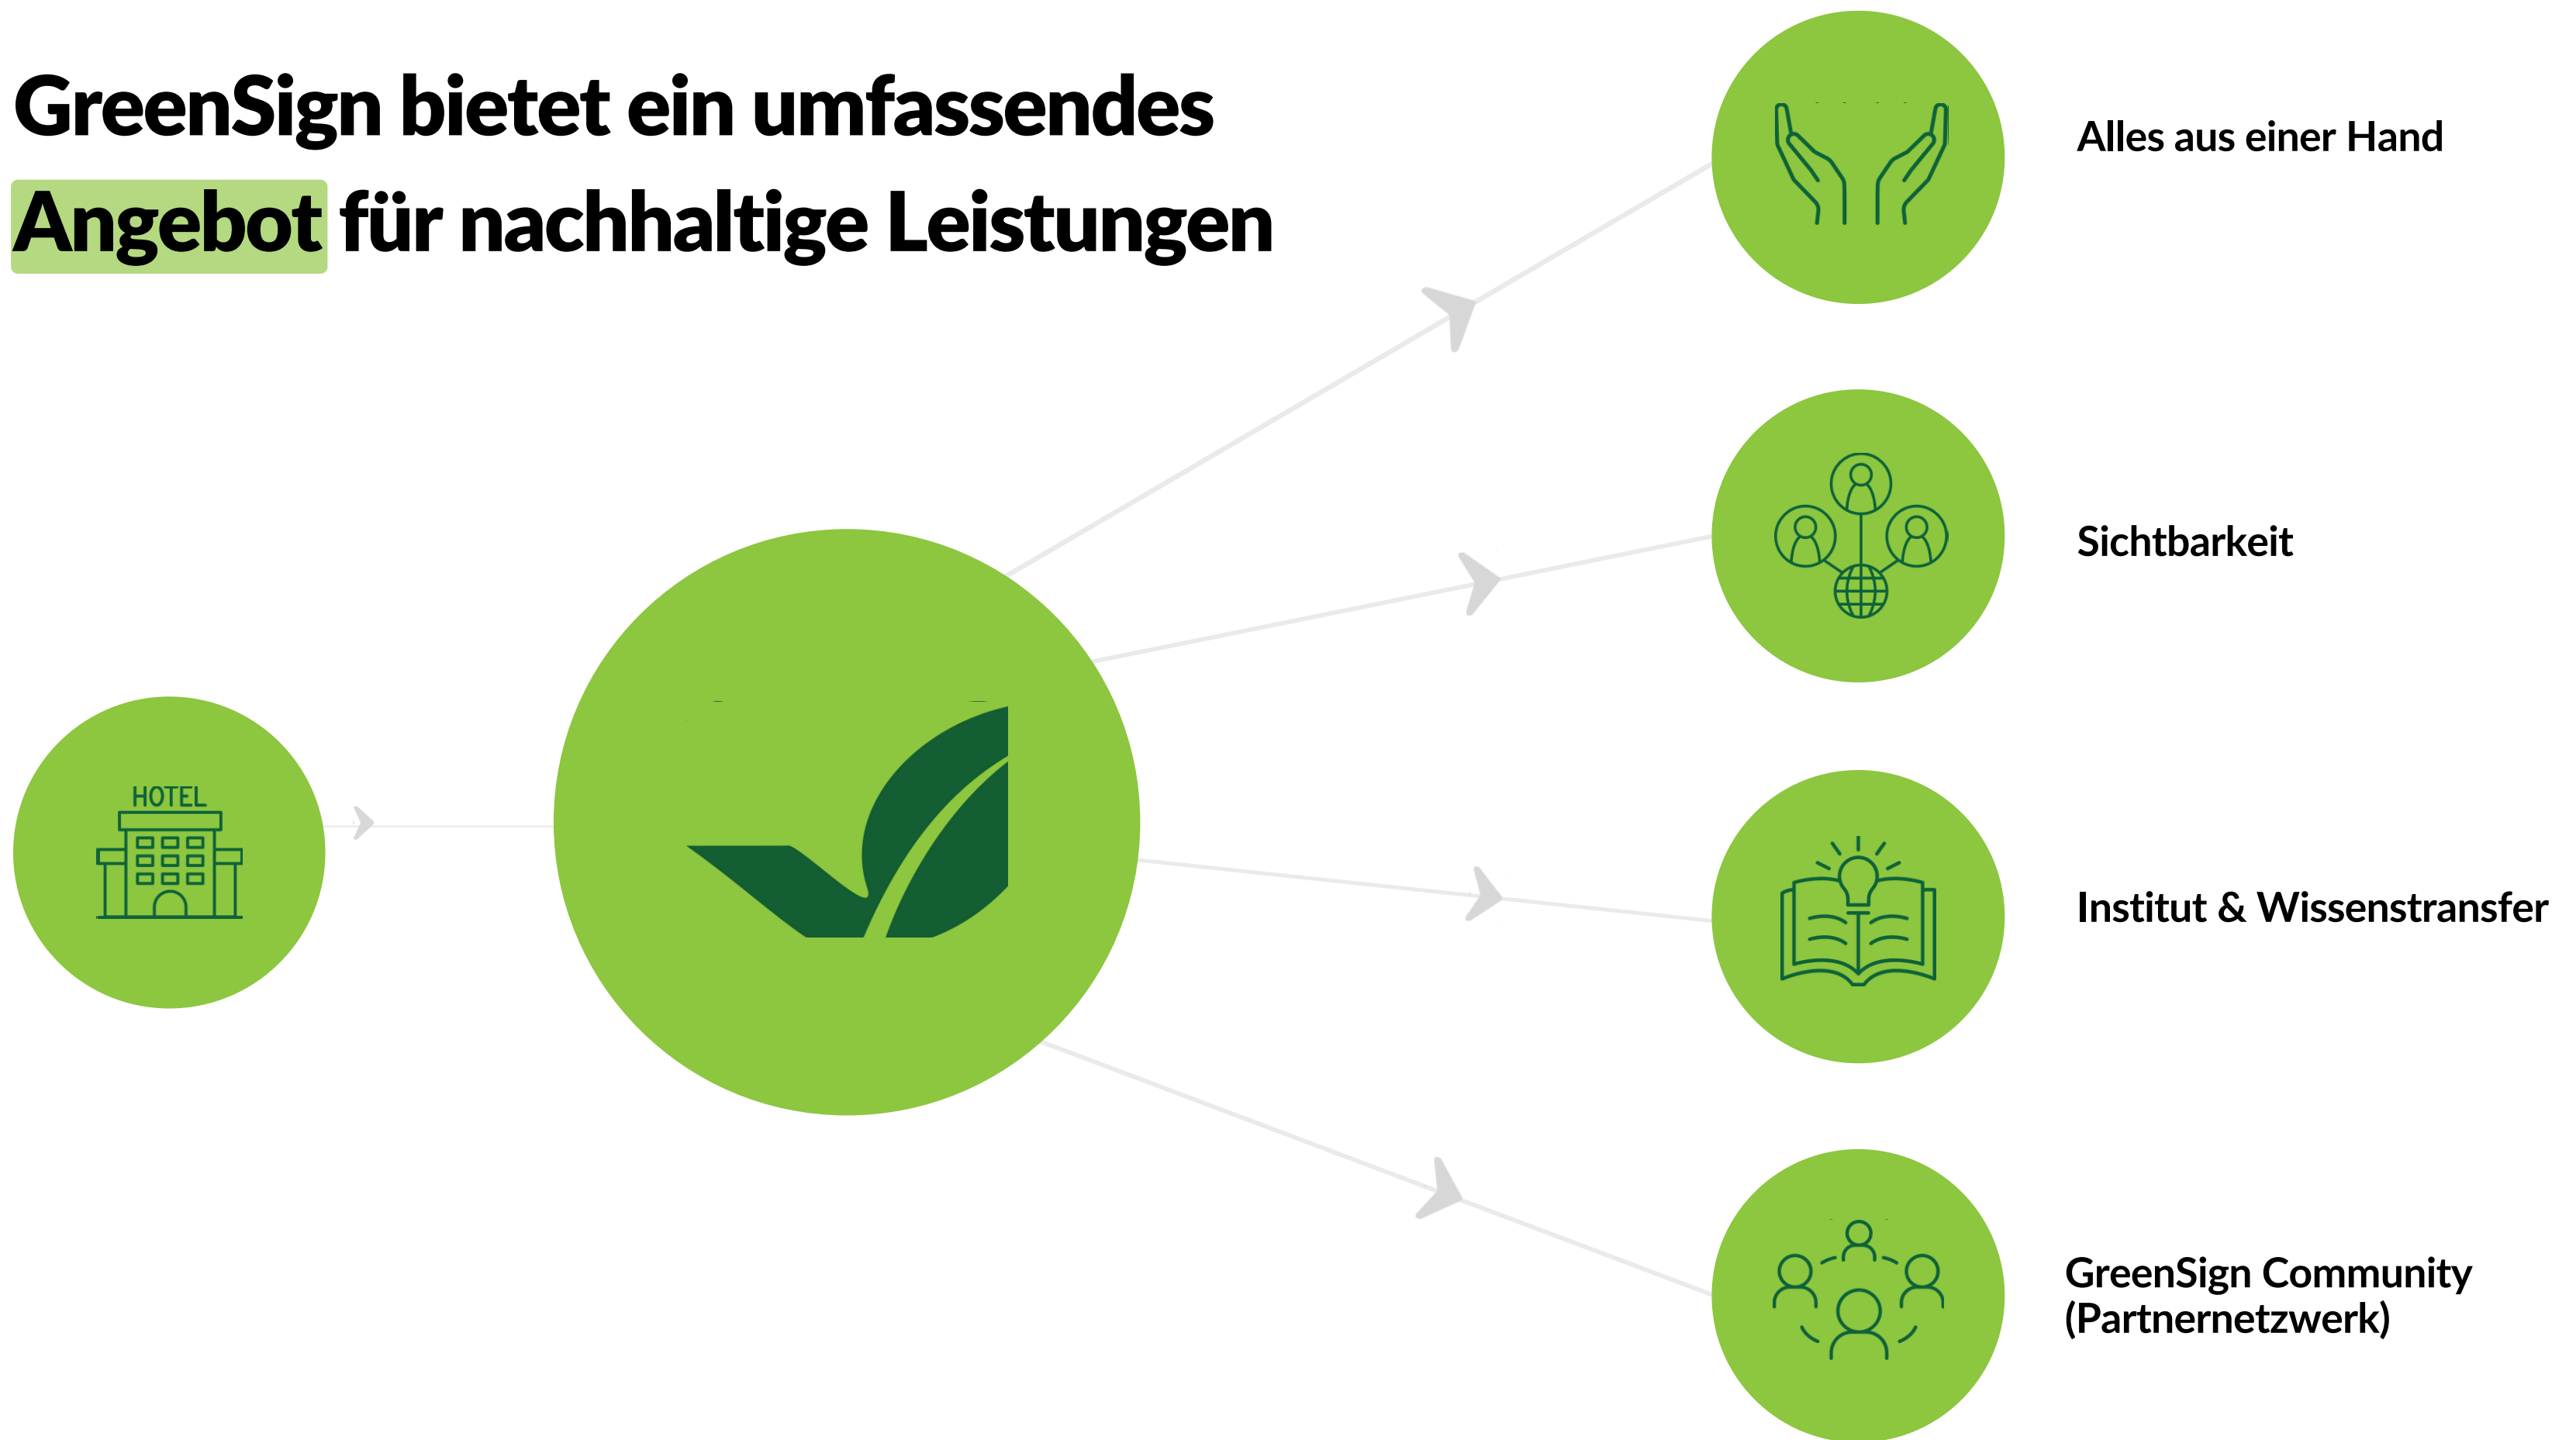 GreenSign bietet ein umfassendes
Angebot für nachhaltige Leistungen
Alles aus einer Hand
Sichtbarkeit
HOTEL
Institut & Wissenstransfer
GreenSign Community
(Partnernetzwerk)